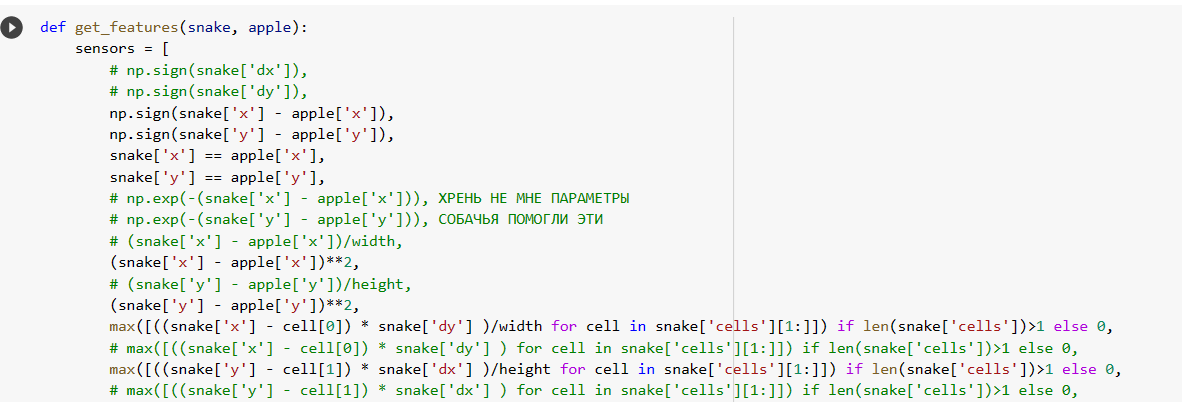 def get_features(snake, apple):
    sensors = [
        # np.sign(snake['dx']),
        # np.sign(snake['dy']),
        np.sign(snake['x'] - apple['x']),
        np.sign(snake['y'] - apple['y']),
        snake['x'] == apple['x'],
        snake['y'] == apple['y'],
        # np.exp(-(snake['x'] - apple['x'])), ХРЕНЬ НЕ МНЕ ПАРАМЕТРЫ
        # np.exp(-(snake['y'] - apple['y'])), СОБАЧЬЯ ПОМОГЛИ ЭТИ
        # (snake['x'] - apple['x'])/width,
        (snake['x'] - apple['x'])**2,
        # (snake['y'] - apple['y'])/height,
        (snake['y'] - apple['y'])**2,
        max([((snake['x'] - cell[0]) * snake['dy'] )/width for cell in snake['cells'][1:]]) if len(snake['cells'])>1 else 0,
        # max([((snake['x'] - cell[0]) * snake['dy'] ) for cell in snake['cells'][1:]]) if len(snake['cells'])>1 else 0,
        max([((snake['y'] - cell[1]) * snake['dx'] )/height for cell in snake['cells'][1:]]) if len(snake['cells'])>1 else 0,
        # max([((snake['y'] - cell[1]) * snake['dx'] ) for cell in snake['cells'][1:]]) if len(snake['cells'])>1 else 0,